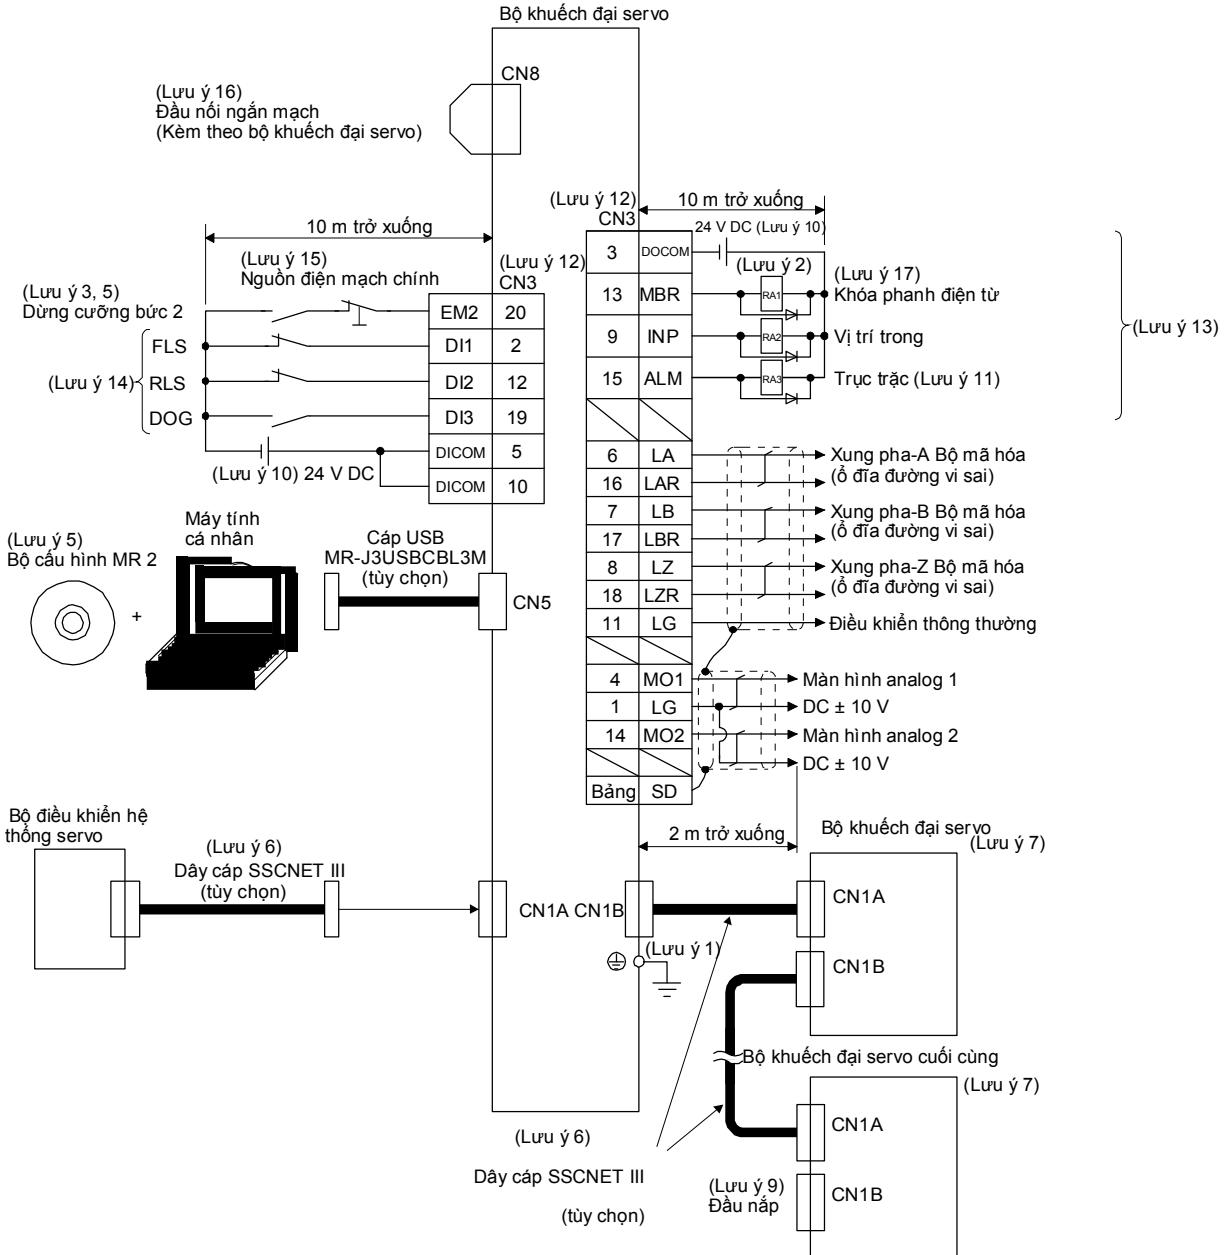 Bộ khuếch đại servo
CN8
(Lưu ý 16)
Đầu nối ngắn mạch
(Kèm theo bộ khuếch đại servo)
10 m trở xuống
(Lưu ý 15)
Nguồn điện mạch chính
(Lưu ý 12)
CN3
(Lưu ý 3, 5)
Dừng cưỡng bức 2
EM2 20
FLS
DI1 2
(Lưu ý 14)
RLS
DI2 12
DOG
DI3 19
DICOM 5
(Lưu ý 10) 24 V DC
DICOM 10
(Lưu ý 12)
CN3
10 m trở xuống
24 V DC (Lưu ý 10)
3 DOCOM
(Lưu ý 2)
(Lưu ý 17)
13 MBR
RA1
Khóa phanh điện từ
9 INP
RA2
Vị trí trong
(Lưu ý 13)
15 ALM
RA3
Trục trặc (Lưu ý 11)
6 LA
Xung pha-A Bộ mã hóa
16 LAR
(ổ đĩa đường vi sai)
7 LB
Xung pha-B Bộ mã hóa
17 LBR
(ổ đĩa đường vi sai)
8 LZ
Xung pha-Z Bộ mã hóa
18 LZR
(ổ đĩa đường vi sai)
11 LG
Điều khiển thông thường
4 MO1
Màn hình analog 1
1 LG
DC ± 10 V
14 MO2
Màn hình analog 2
DC ± 10 V
Bảng SD
(Lưu ý 5)
Bộ cấu hình MR 2
+
Máy tính
cá nhân
Cáp USB
MR-J3USBCBL3M
(tùy chọn)
CN5
Bộ điều khiển hệ
thống servo
(Lưu ý 6)
Dây cáp SSCNET III
(tùy chọn)
CN1A CN1B
2 m trở xuống
Bộ khuếch đại servo
(Lưu ý 7)
CN1A
(Lưu ý 1)
CN1B
Bộ khuếch đại servo cuối cùng
(Lưu ý 7)
CN1A
(Lưu ý 6)
Dây cáp SSCNET III
(tùy chọn)
(Lưu ý 9)
Đầu nắp
CN1B